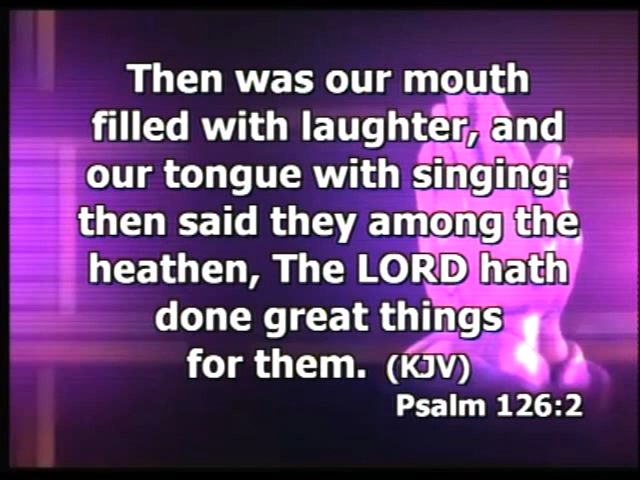 Then was our mouth
filled with laughter, and
our tongue with singing:
then said they among the
heathen, The LORD hath
done great things
for them. (KJV)
Psalm 126:2